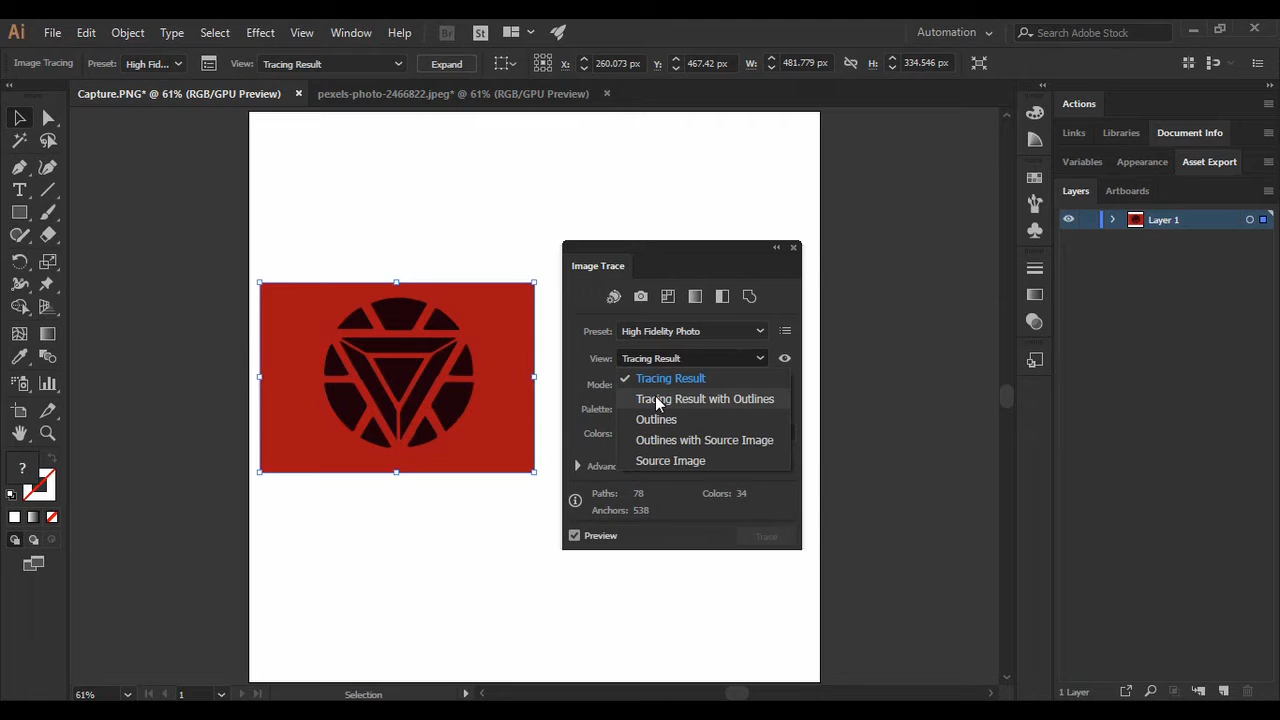 Ai File Edit Object Type Select Effect View Window Help Br St Automation Search Adobe Stock
Image Tracing Preset: High Fid... View: Tracing Result Expand X: 260.073 px Y: 467.42 px W: 481.779 px H: 334.546 px
Capture.PNG* @ 61% (RGB/GPU Preview) pexels-photo-2466822.jpeg* @ 61% (RGB/GPU Preview)
Actions
Links Libraries Document Info
Variables Appearance Asset Export
Layers Artboards
Layer 1
Image Trace
Preset: High Fidelity Photo
View: Tracing Result
Tracing Result
Mode:
Tracing Result with Outlines
Palette:
Outlines
Colors:
Outlines with Source Image
Source Image
Advanc
Paths: 78 Colors: 34
Anchors: 538
Preview Trace
?
61% 1 Selection
1 Layer